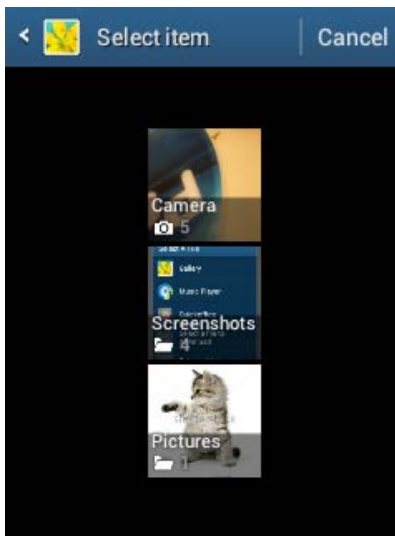 Select item
Cancel
Camera
5
Gallery
Music Player
Screenshots
4
Pictures
1